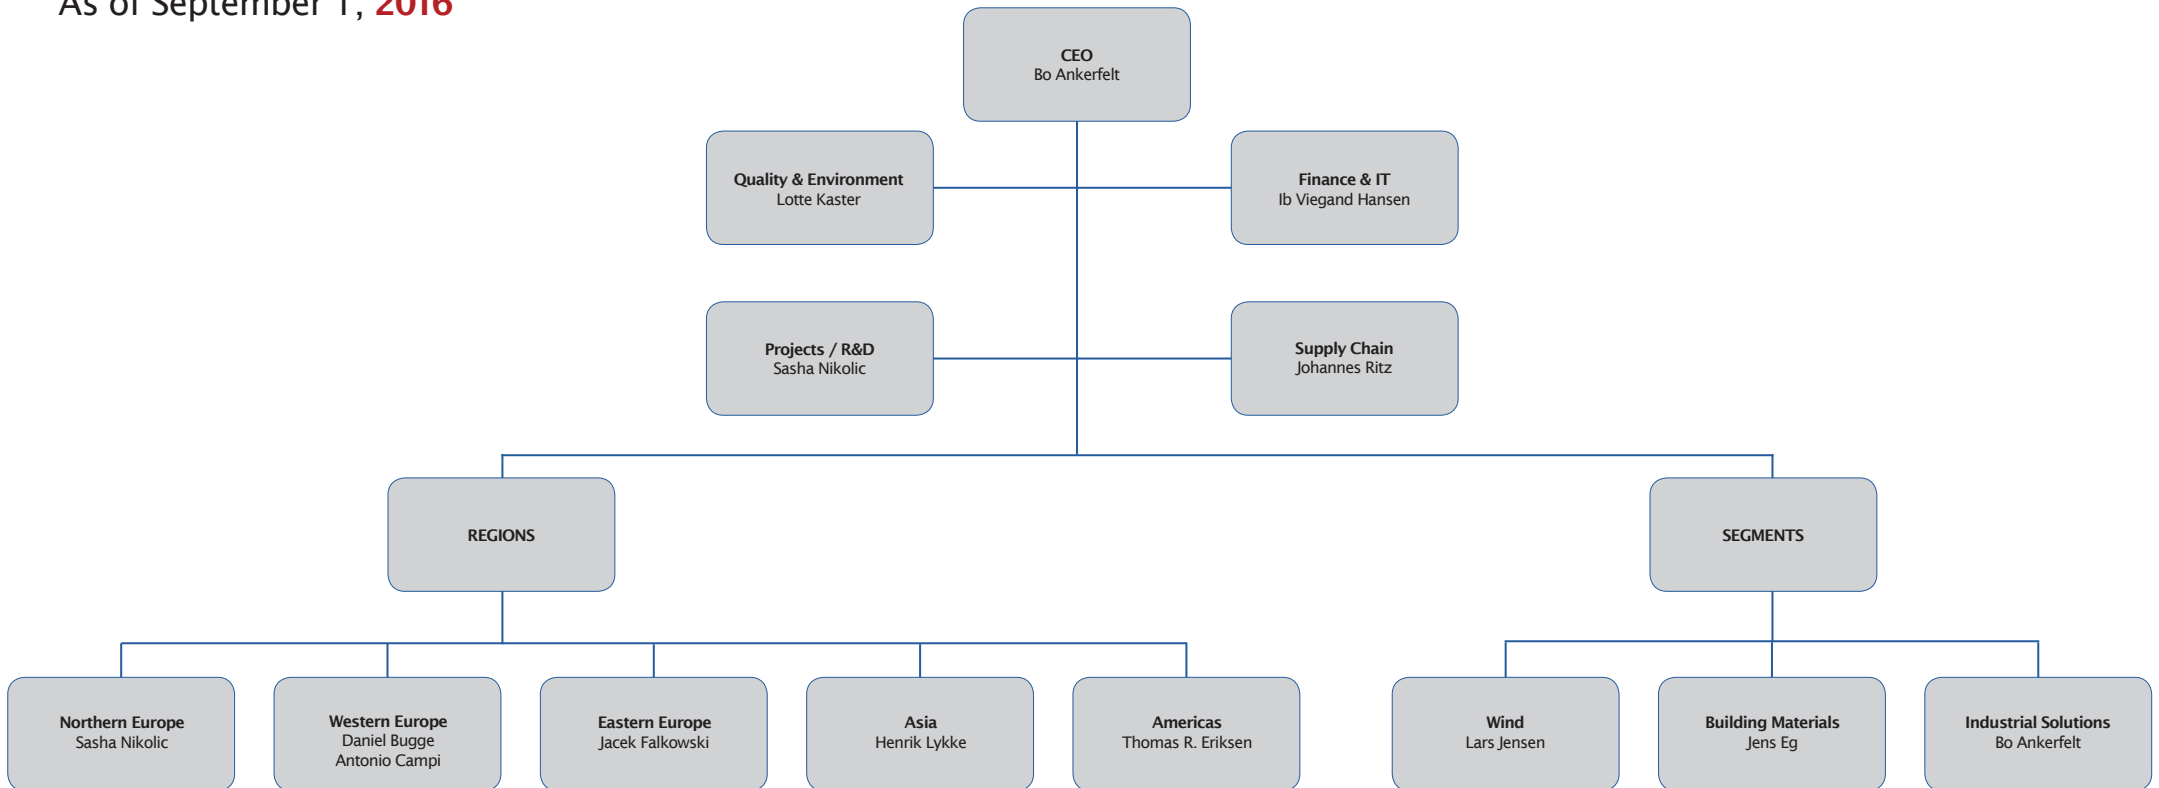 As of September 1, 2016
CEO
Bo Ankerfelt
Quality & Environment
Lotte Kaster
Finance & IT
Ib Viegand Hansen
Projects / R&D
Sasha Nikolic
Supply Chain
Johannes Ritz
REGIONS
SEGMENTS
Northern Europe
Sasha Nikolic
Western Europe
Daniel Bugge
Antonio Campi
Eastern Europe
Jacek Falkowski
Asia
Henrik Lykke
Americas
Thomas R. Eriksen
Wind
Lars Jensen
Building Materials
Jens Eg
Industrial Solutions
Bo Ankerfelt